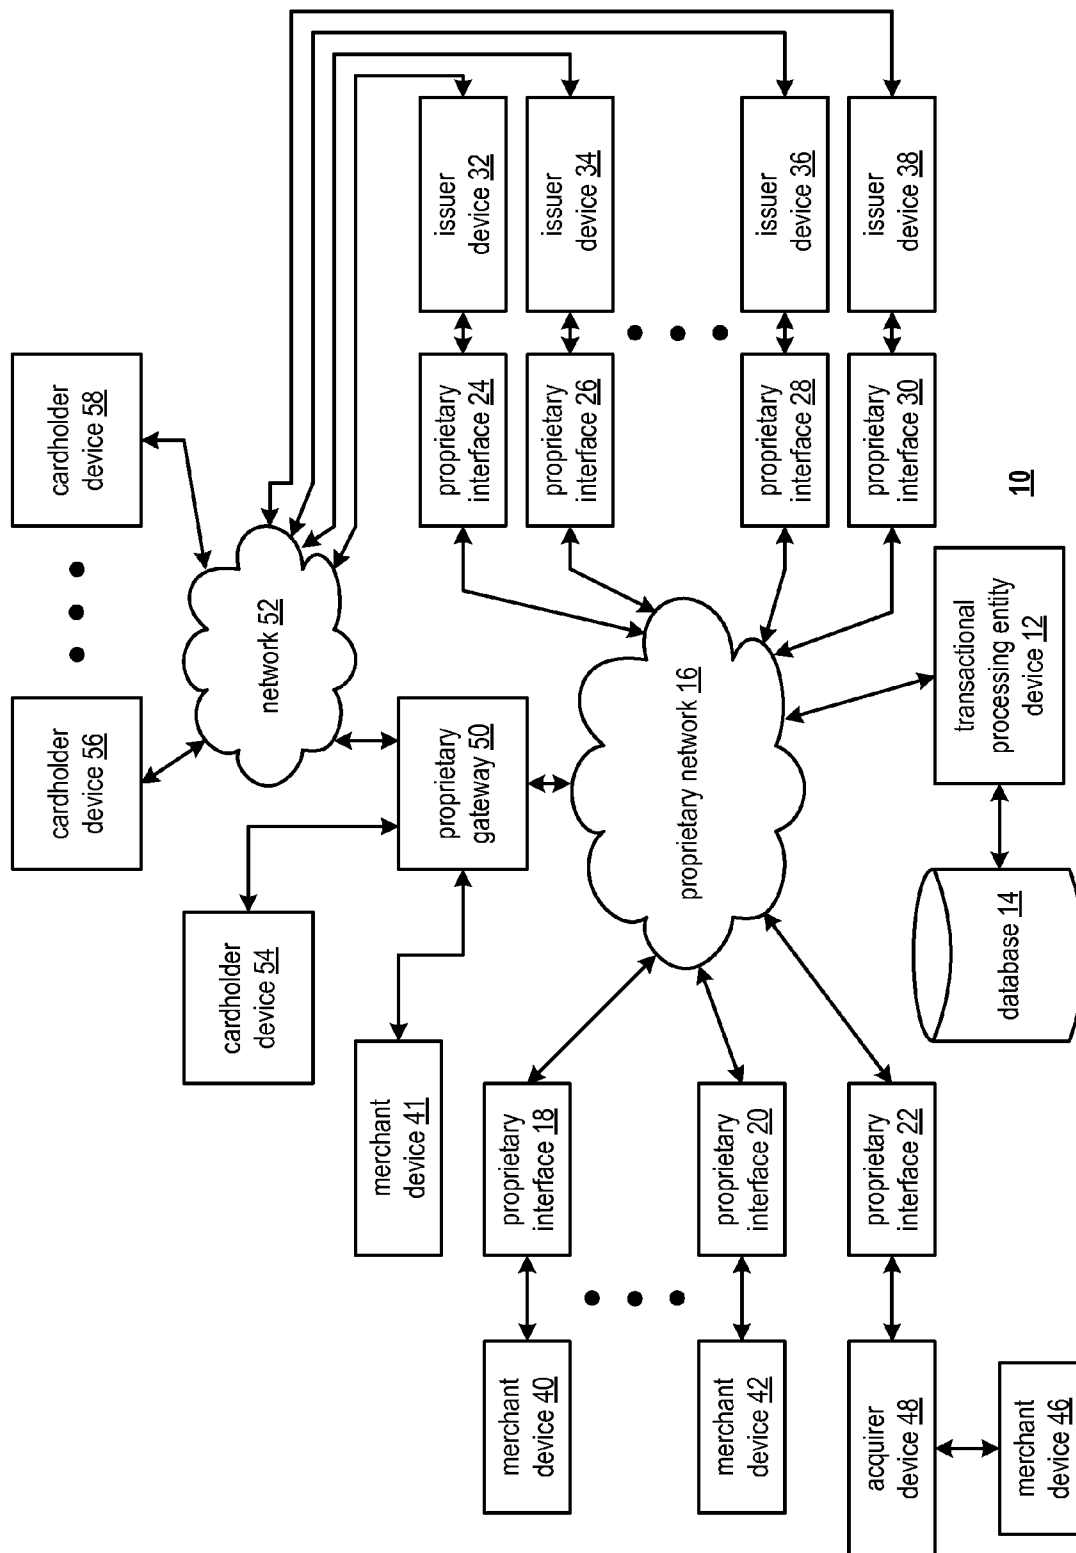 cardholder
device 56
cardholder
device 58
cardholder
device 54
network 52
merchant
device 41
proprietary
gateway 50
issuer
device 32
issuer
device 34
issuer
device 36
issuer
device 38
proprietary
interface 24
proprietary
interface 26
proprietary
interface 28
proprietary
interface 30
proprietary network 16
proprietary
interface 18
proprietary
interface 20
proprietary
interface 22
merchant
device 40
merchant
device 42
acquirer
device 48
merchant
device 46
database 14
transactional
processing entity
device 12
10